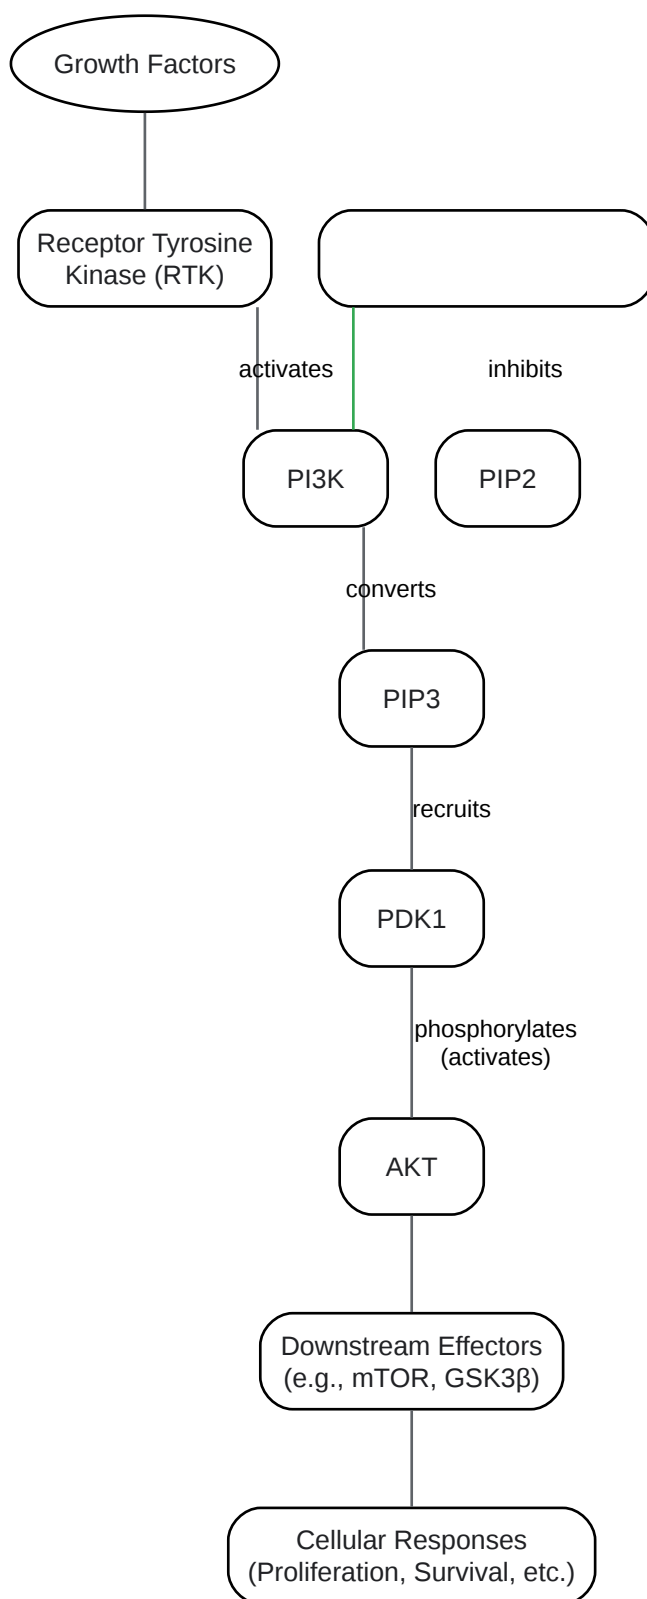 Growth Factors
Receptor Tyrosine
Kinase (RTK)
activates
inhibits
PI3K
PIP2
converts
PIP3
recruits
PDK1
phosphorylates
(activates)
AKT
Downstream Effectors
(e.g., mTOR, GSK3β)
Cellular Responses
(Proliferation, Survival, etc.)